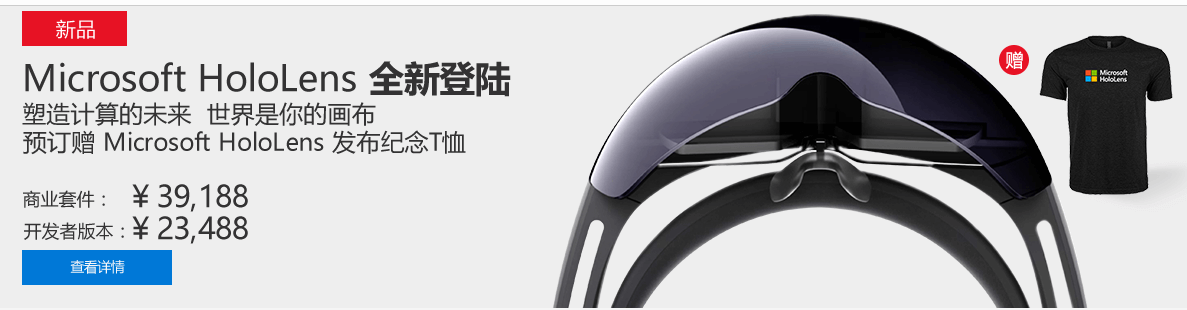 新品
Microsoft HoloLens 全新登陆
塑造计算的未来 世界是你的画布
预订赠 Microsoft HoloLens 发布纪念T恤
商业套件： ¥ 39,188
开发者版本：¥ 23,488
查看详情
赠
Microsoft
HoloLens